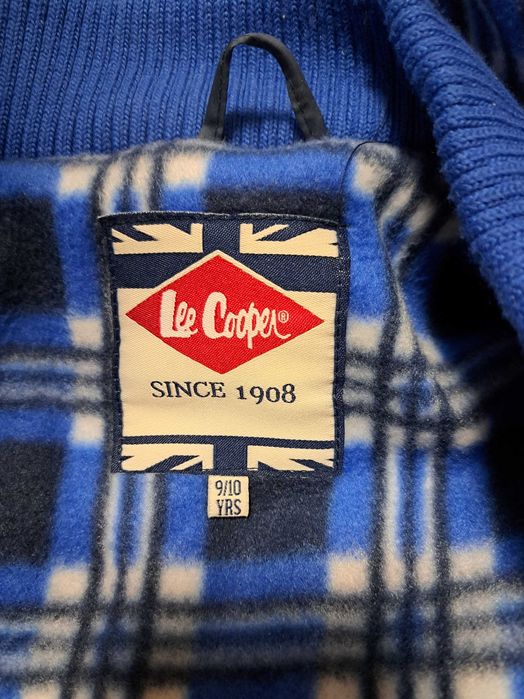 Lee Cooper®
SINCE 1908
9/10
YRS